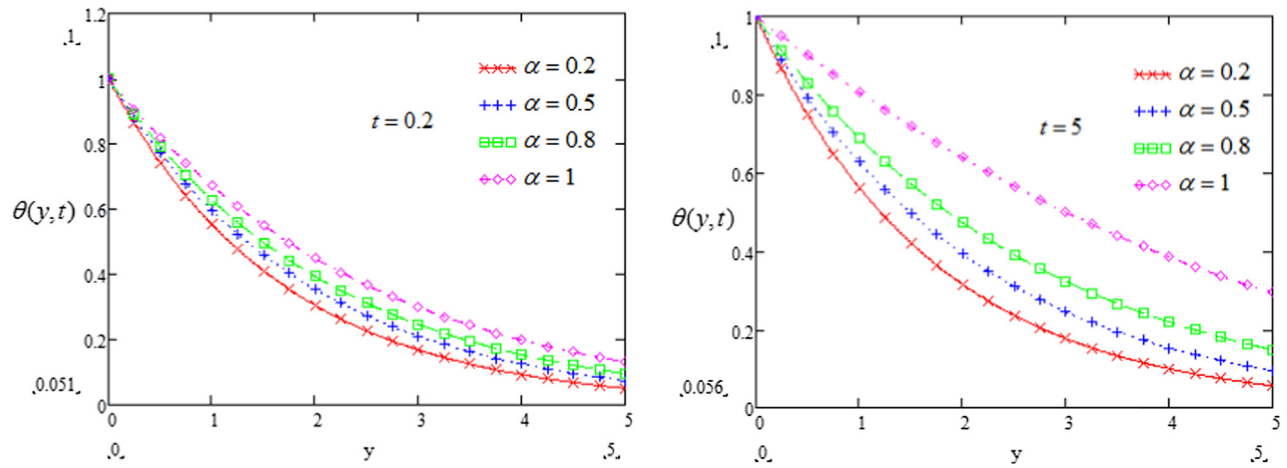 1.2
1
1
0.8
0.6
0.4
0.2
0.051
0
θ(y,t)
t = 0.2
α = 0.2
α = 0.5
α = 0.8
α = 1
0 1 2 3 4 5
0 y 5
1
1
0.8
0.6
0.4
0.2
0.056
0
θ(y,t)
t = 5
α = 0.2
α = 0.5
α = 0.8
α = 1
0 1 2 3 4 5
0 y 5